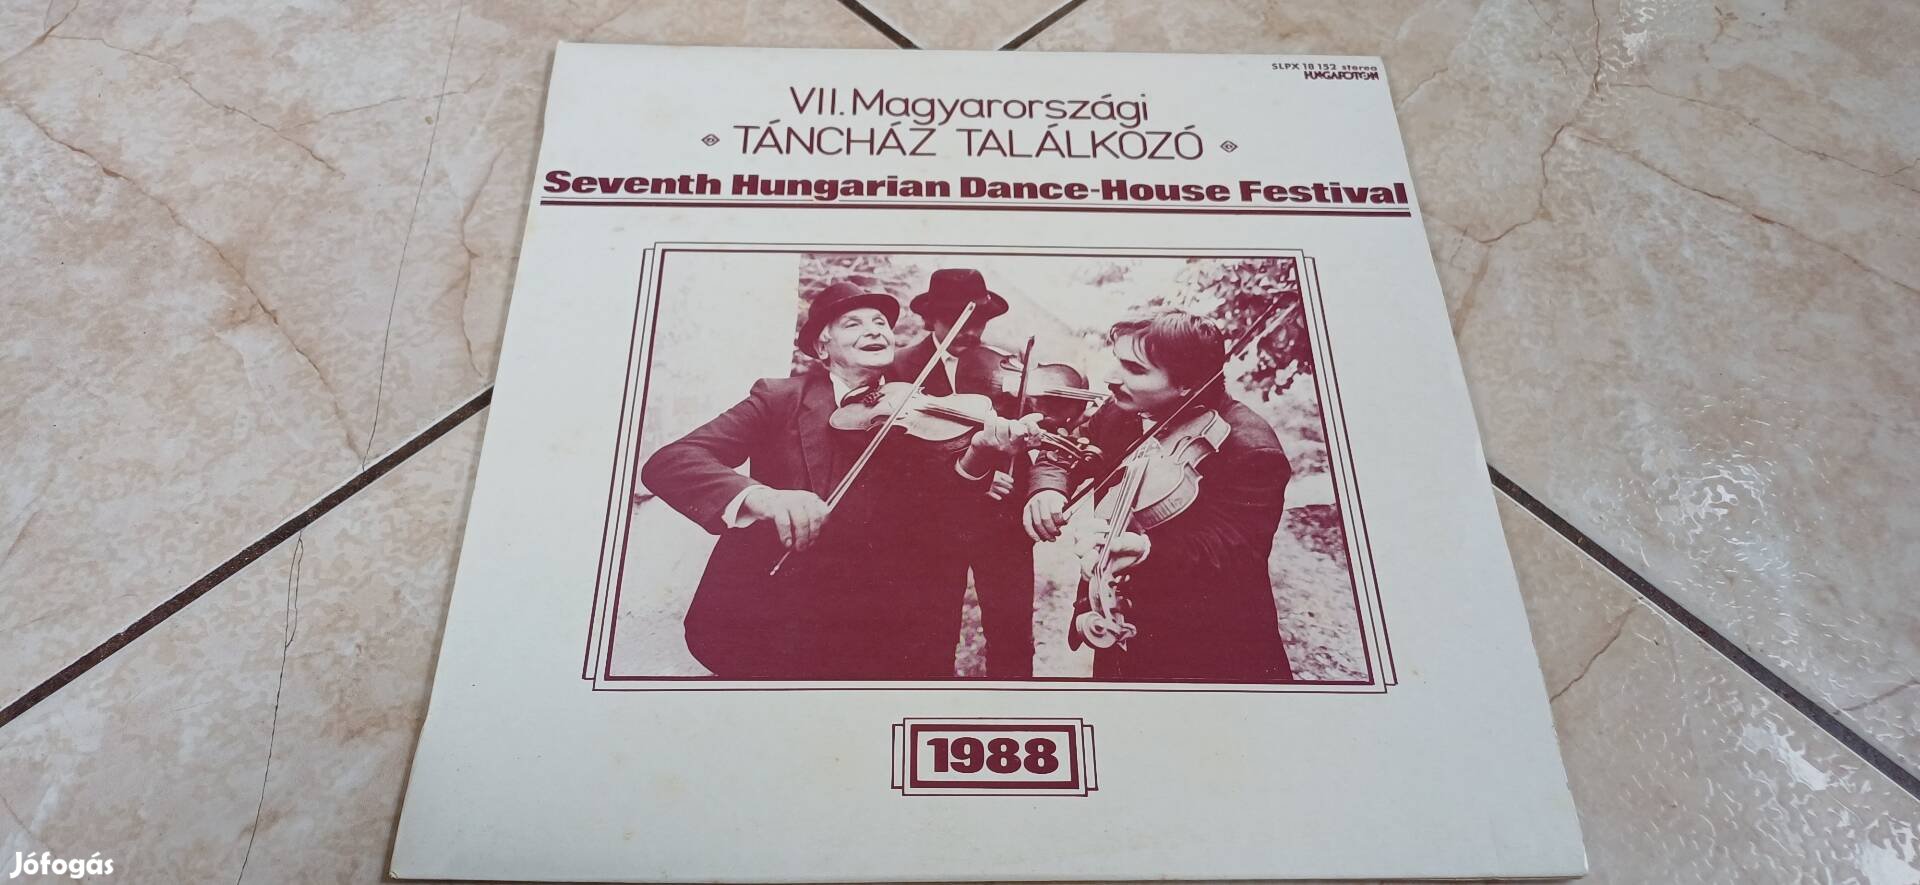 SLPX 18 152 stereo
HUNGAROTON
VII. Magyarországi
TÁNCHÁZ TALÁLKOZÓ
Seventh Hungarian Dance-House Festival
1988
Jófogás